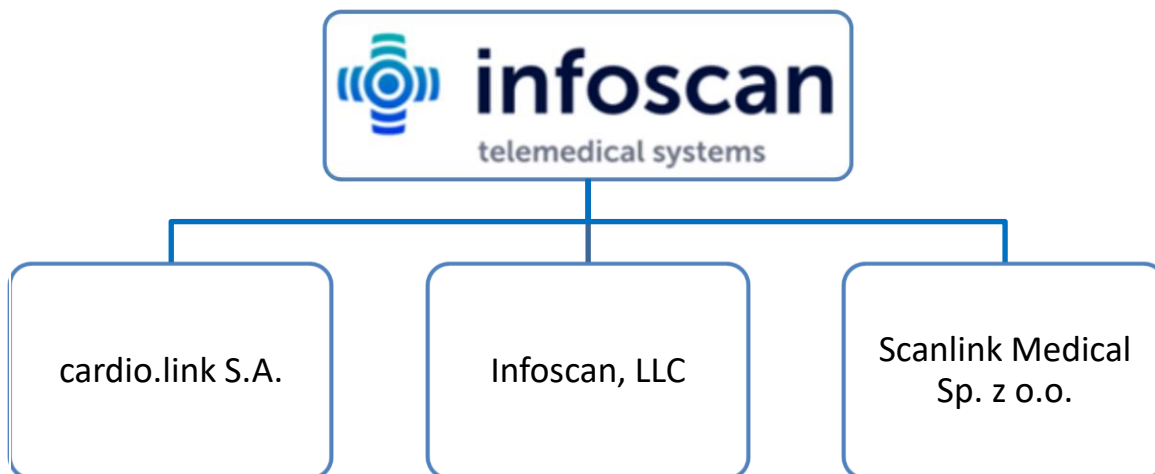 infoscan
telemedical systems
cardio.link S.A.
Infoscan, LLC
Scanlink Medical
Sp. z o.o.